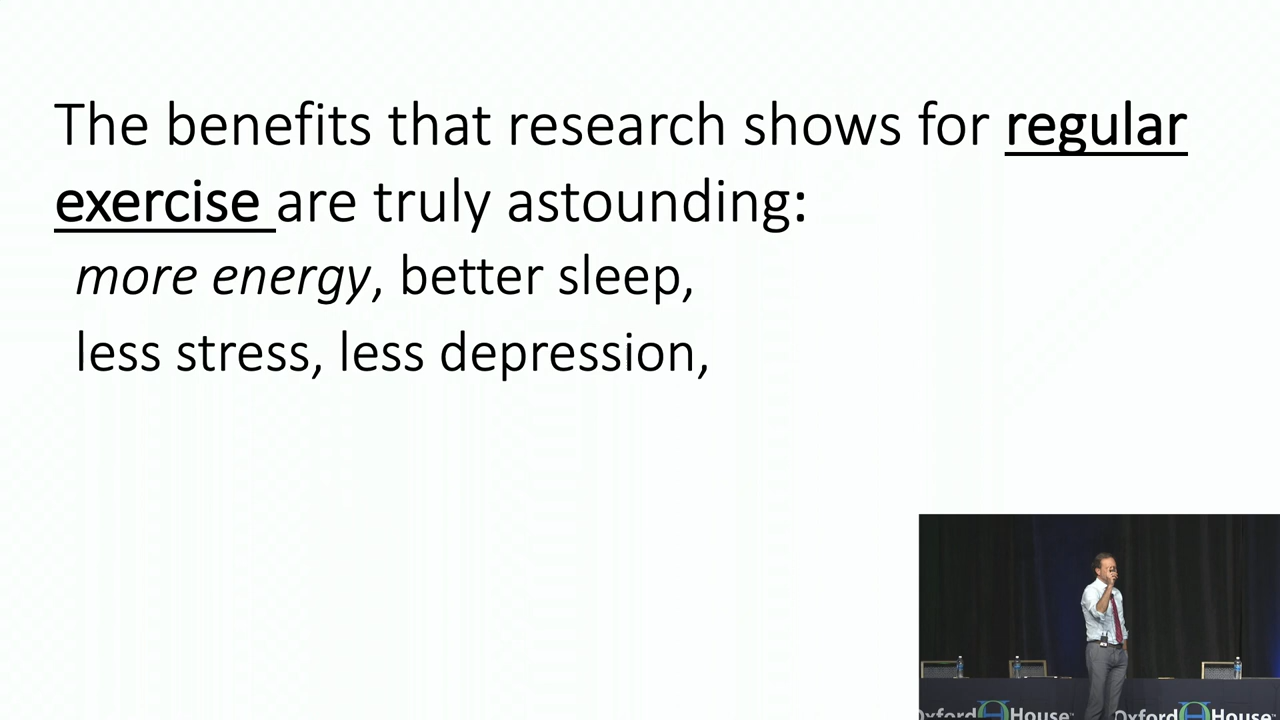 The benefits that research shows for regular
exercise are truly astounding:
more energy, better sleep,
less stress, less depression,
Oxford House™ Oxford House